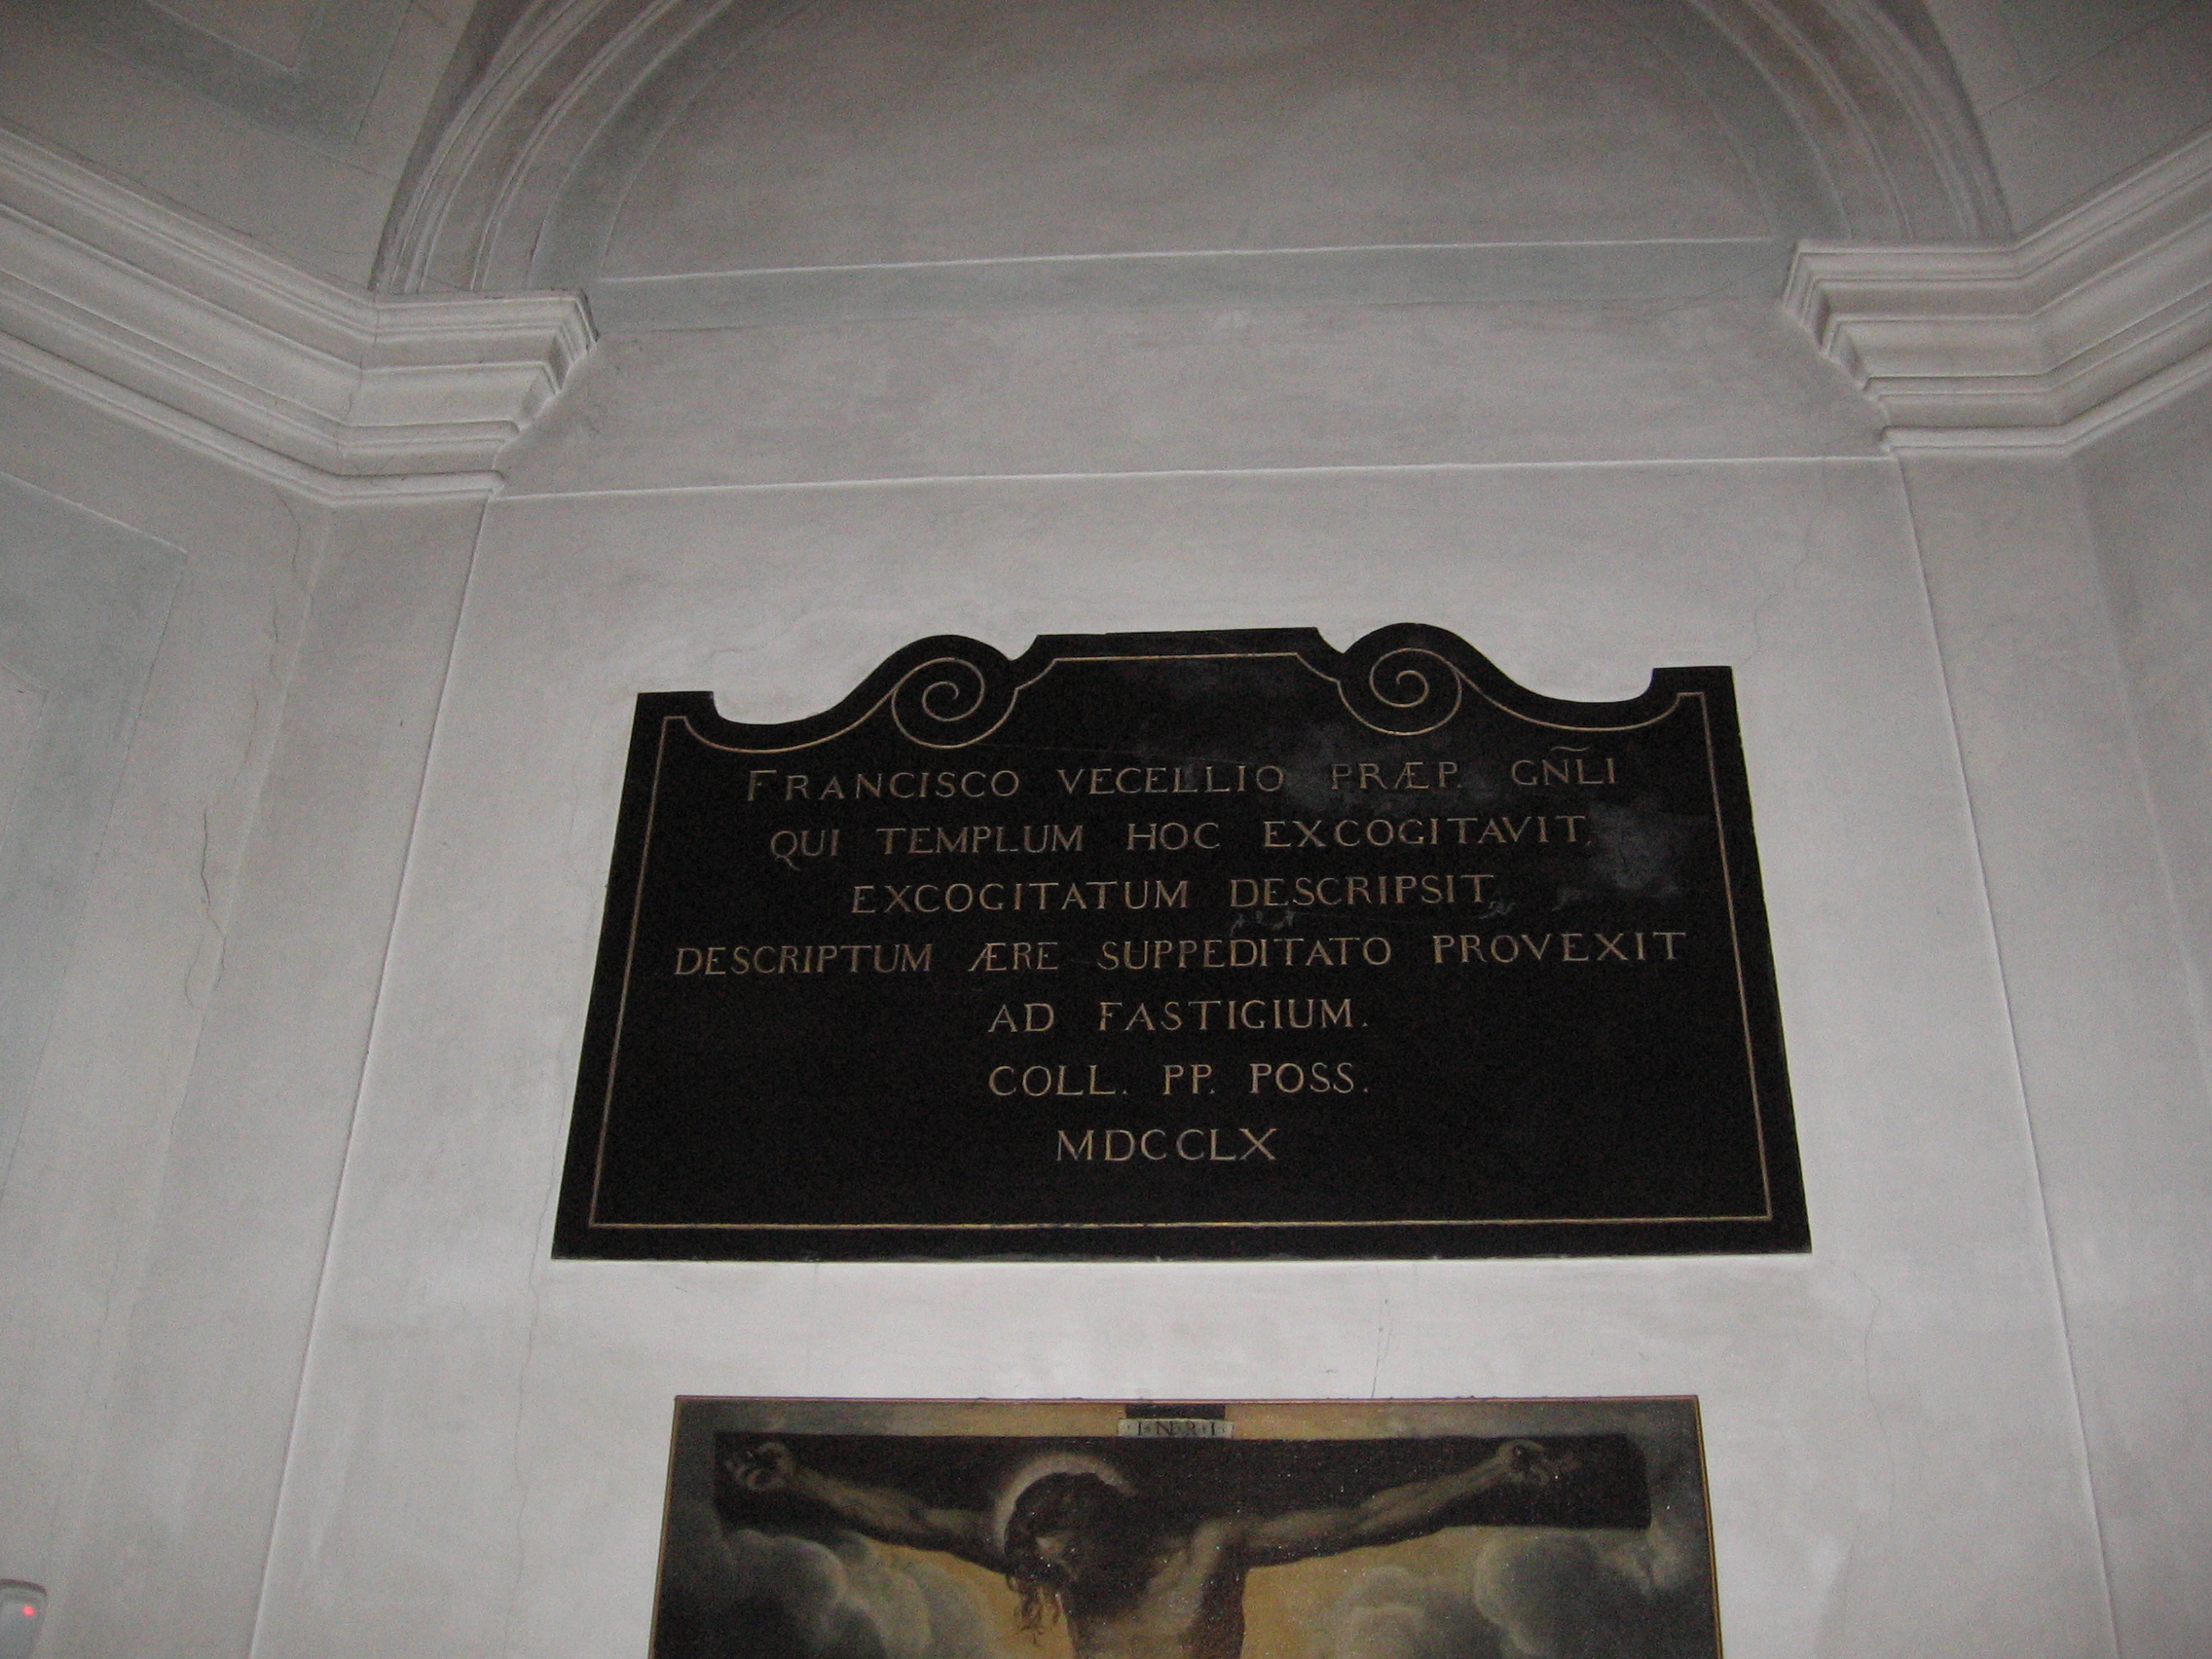 FRANCISCO VECELLIO PRÆP. GÑLI
QUI TEMPLUM HOC EXCOGITAVIT,
EXCOGITATUM DESCRIPSIT,
DESCRIPTUM ÆRE SUPPEDITATO PROVEXIT
AD FASTIGIUM.
COLL. PP. POSS.
MDCCLX
·I·N·R·I·